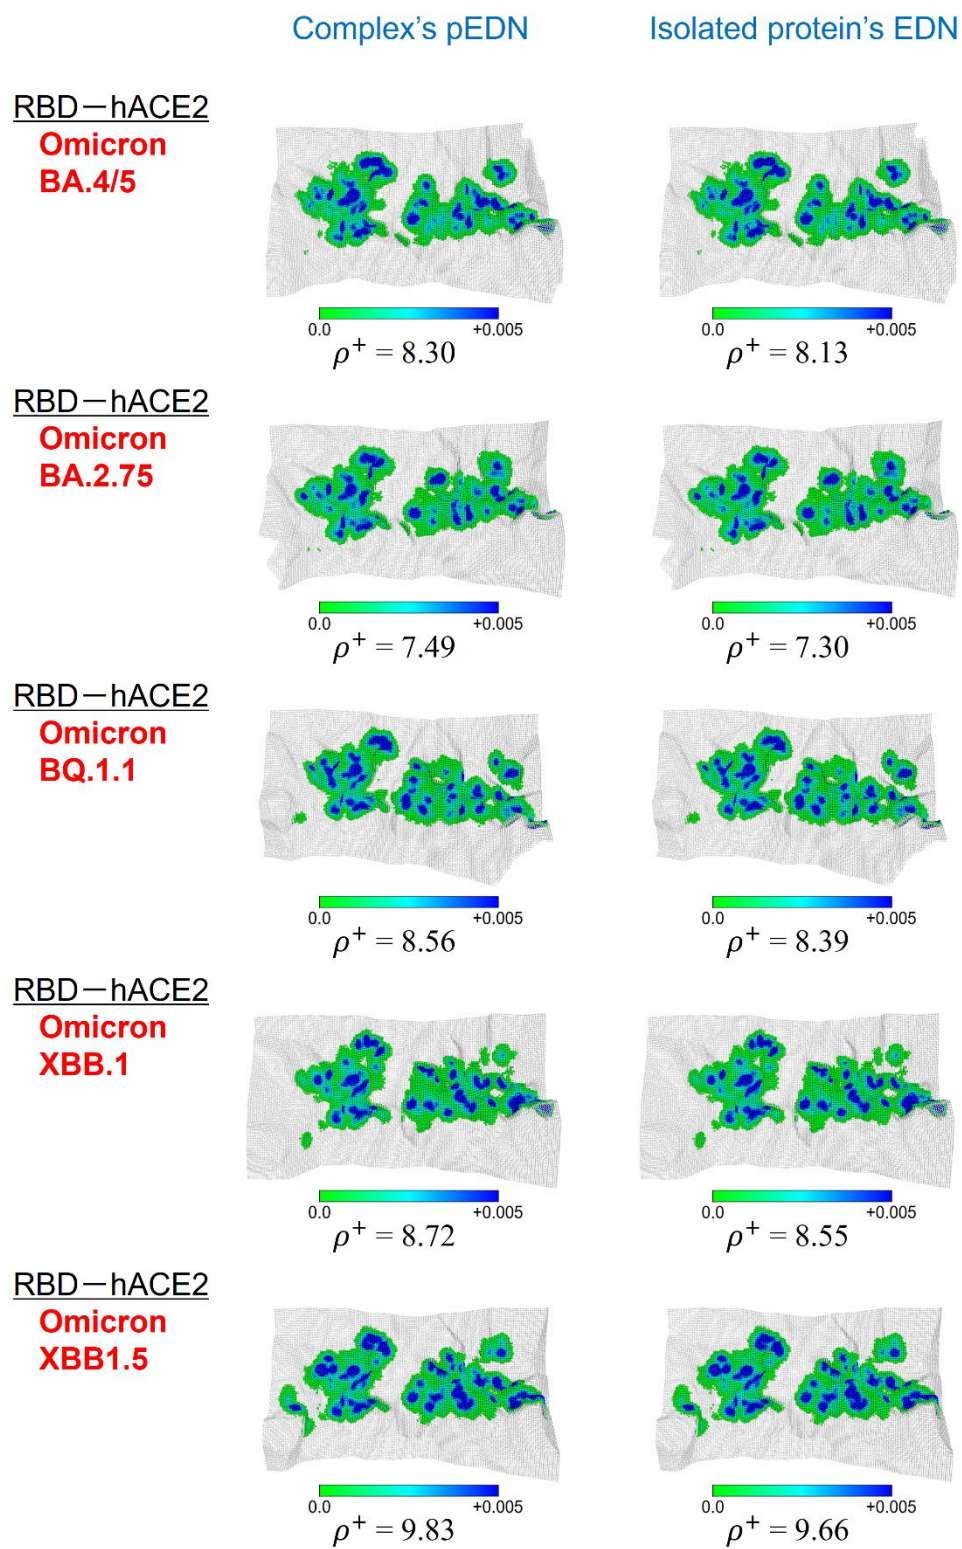 Complex's pEDN Isolated protein's EDN
RBD—hACE2
Omicron
BA.4/5
0.0 +0.005 0.0 +0.005
ρ⁺ = 8.30 ρ⁺ = 8.13
RBD—hACE2
Omicron
BA.2.75
0.0 +0.005 0.0 +0.005
ρ⁺ = 7.49 ρ⁺ = 7.30
RBD—hACE2
Omicron
BQ.1.1
0.0 +0.005 0.0 +0.005
ρ⁺ = 8.56 ρ⁺ = 8.39
RBD—hACE2
Omicron
XBB.1
0.0 +0.005 0.0 +0.005
ρ⁺ = 8.72 ρ⁺ = 8.55
RBD—hACE2
Omicron
XBB1.5
0.0 +0.005 0.0 +0.005
ρ⁺ = 9.83 ρ⁺ = 9.66